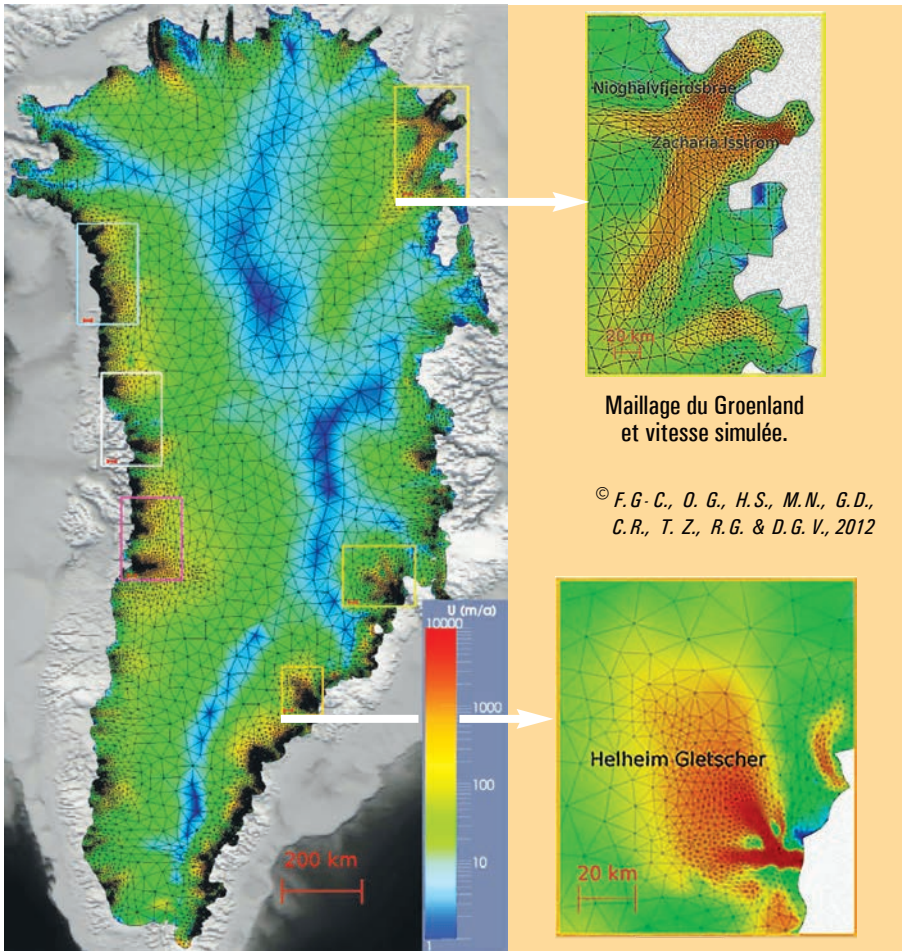 Nioghalvfjerdsbrae
Zacharia Isstrom
20 km
Maillage du Groenland
et vitesse simulée.
© F.G-C., O. G., H.S., M.N., G.D.,
C.R., T. Z., R.G. & D.G.V., 2012
U (m/a)
10000
1000
100
10
1
200 km
Helheim Gletscher
20 km